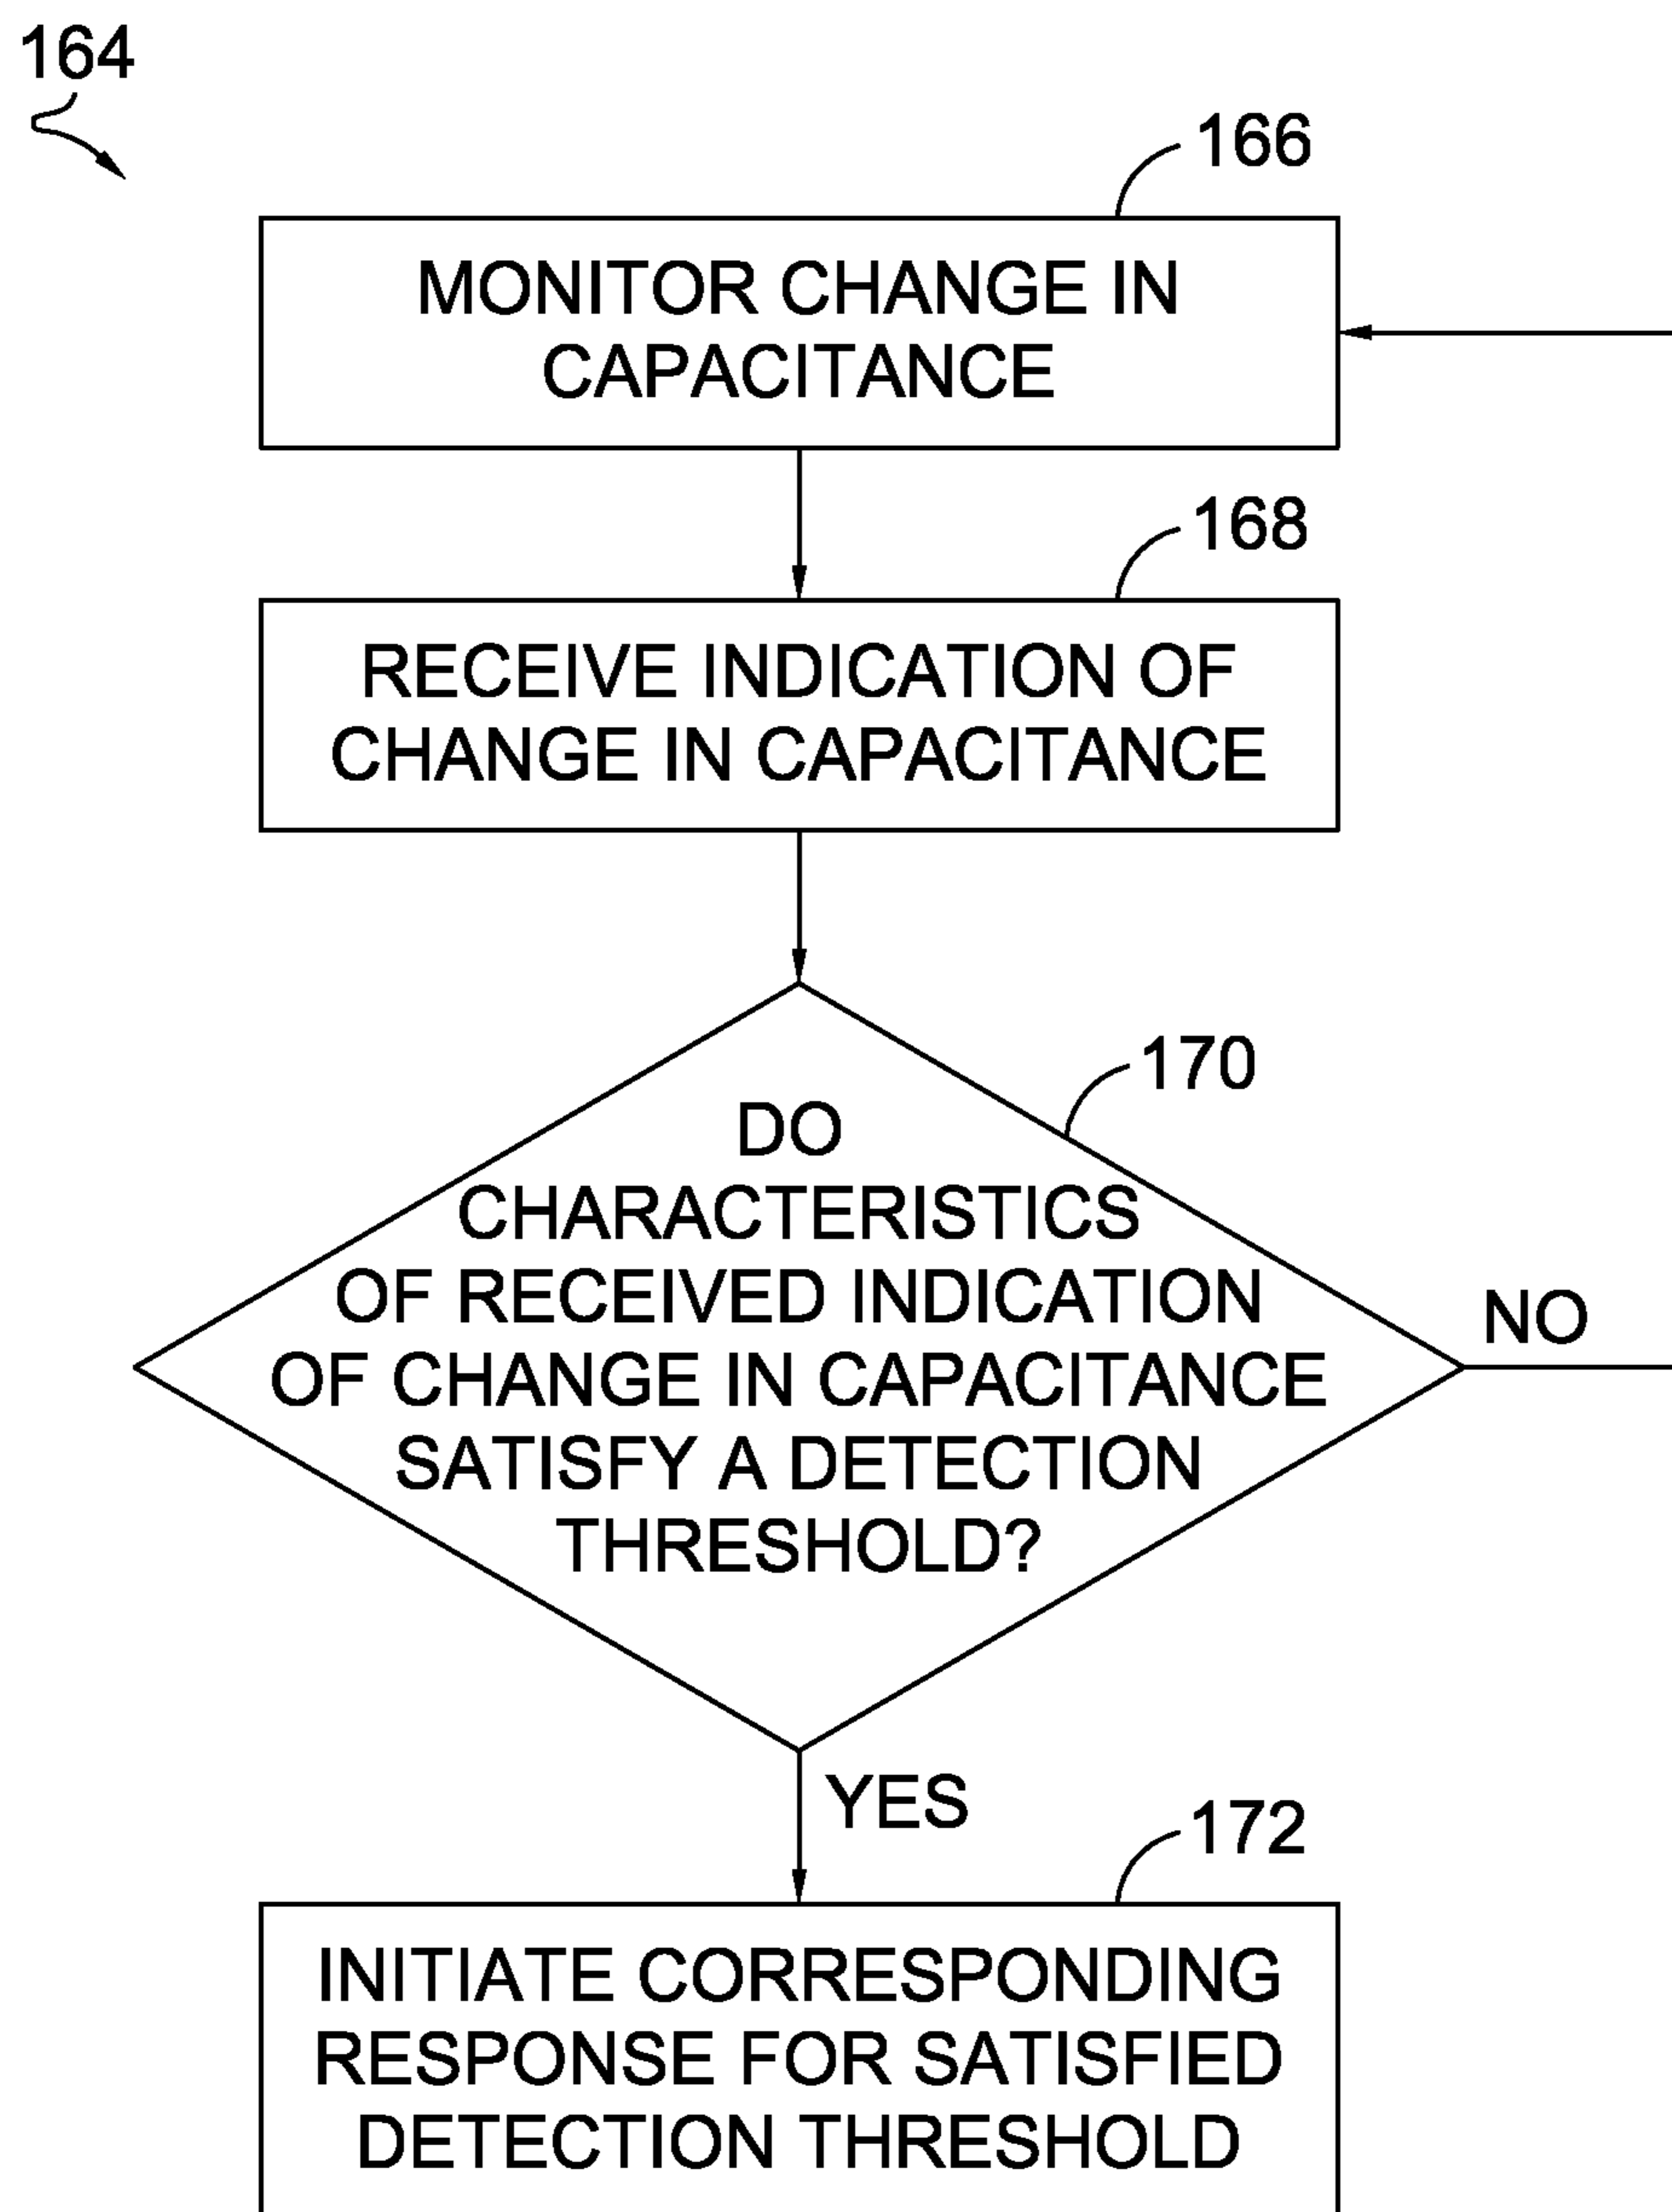 164
166
MONITOR CHANGE IN
CAPACITANCE
168
RECEIVE INDICATION OF
CHANGE IN CAPACITANCE
170
DO
CHARACTERISTICS
OF RECEIVED INDICATION
OF CHANGE IN CAPACITANCE
SATISFY A DETECTION
THRESHOLD?
NO
YES
172
INITIATE CORRESPONDING
RESPONSE FOR SATISFIED
DETECTION THRESHOLD